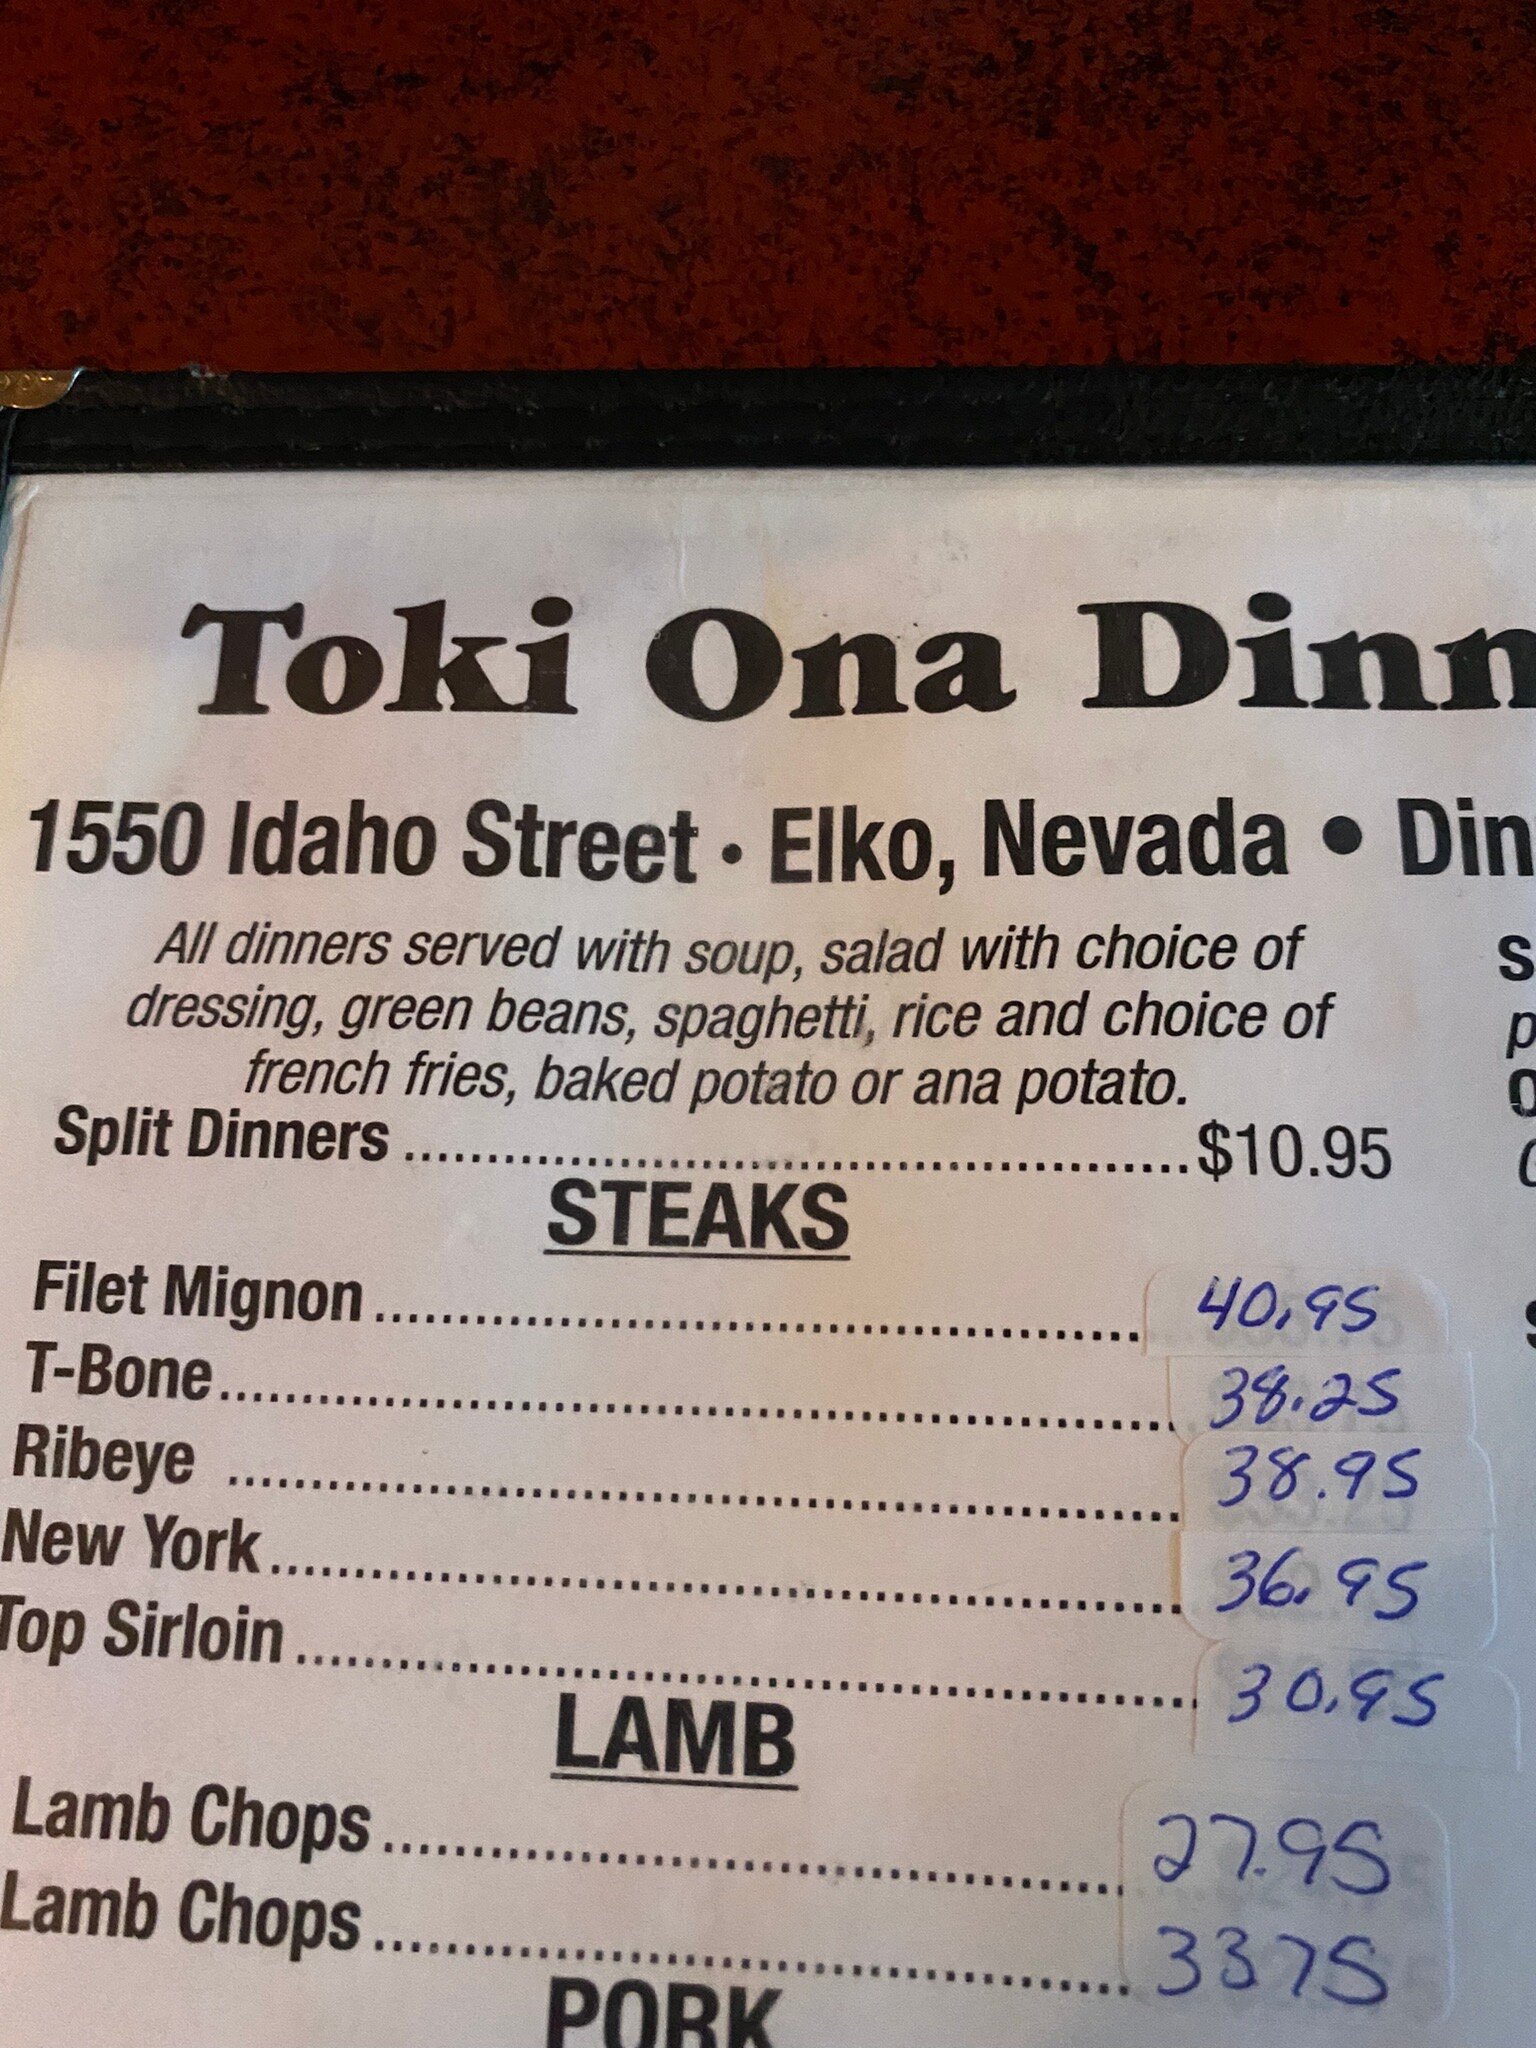 Toki Ona Dinn
1550 Idaho Street • Elko, Nevada • Din
All dinners served with soup, salad with choice of
dressing, green beans, spaghetti, rice and choice of
french fries, baked potato or ana potato.
Split Dinners ........................................................ $10.95
STEAKS
Filet Mignon ........................................................ 40.95
T-Bone ........................................................ 38.25
Ribeye ........................................................ 38.95
New York ........................................................ 36.95
Top Sirloin ........................................................ 30.95
LAMB
Lamb Chops ........................................................ 27.95
Lamb Chops ........................................................ 3375
PORK